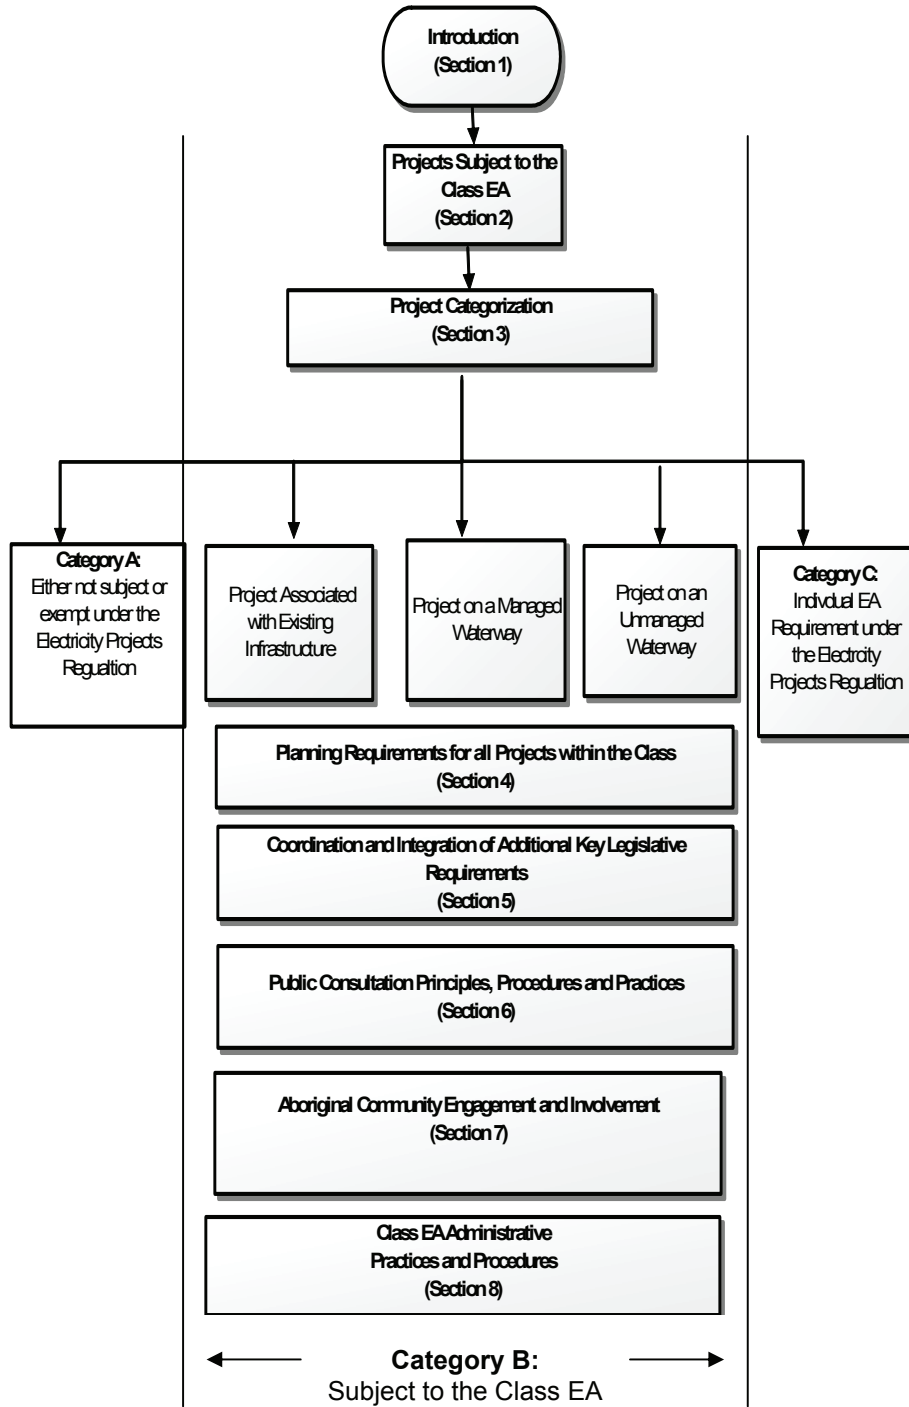 Introduction
(Section 1)
Projects Subject to the
Class EA
(Section 2)
Project Categorization
(Section 3)
Category A:
Either not subject or
exempt under the
Electricity Projects
Regualtion
Project Associated
with Existing
Infrastructure
Project on a Managed
Waterway
Project on an
Unmanaged
Waterway
Category C:
Indivdual EA
Requirement under
the Electrcity
Projects Regualtion
Planning Requirements for all Projects within the Class
(Section 4)
Coordination and Integration of Additional Key Legislative
Requirements
(Section 5)
Public Consultation Principles, Procedures and Practices
(Section 6)
Aboriginal Community Engagement and Involvement
(Section 7)
Class EA Administrative
Practices and Procedures
(Section 8)
Category B:
Subject to the Class EA